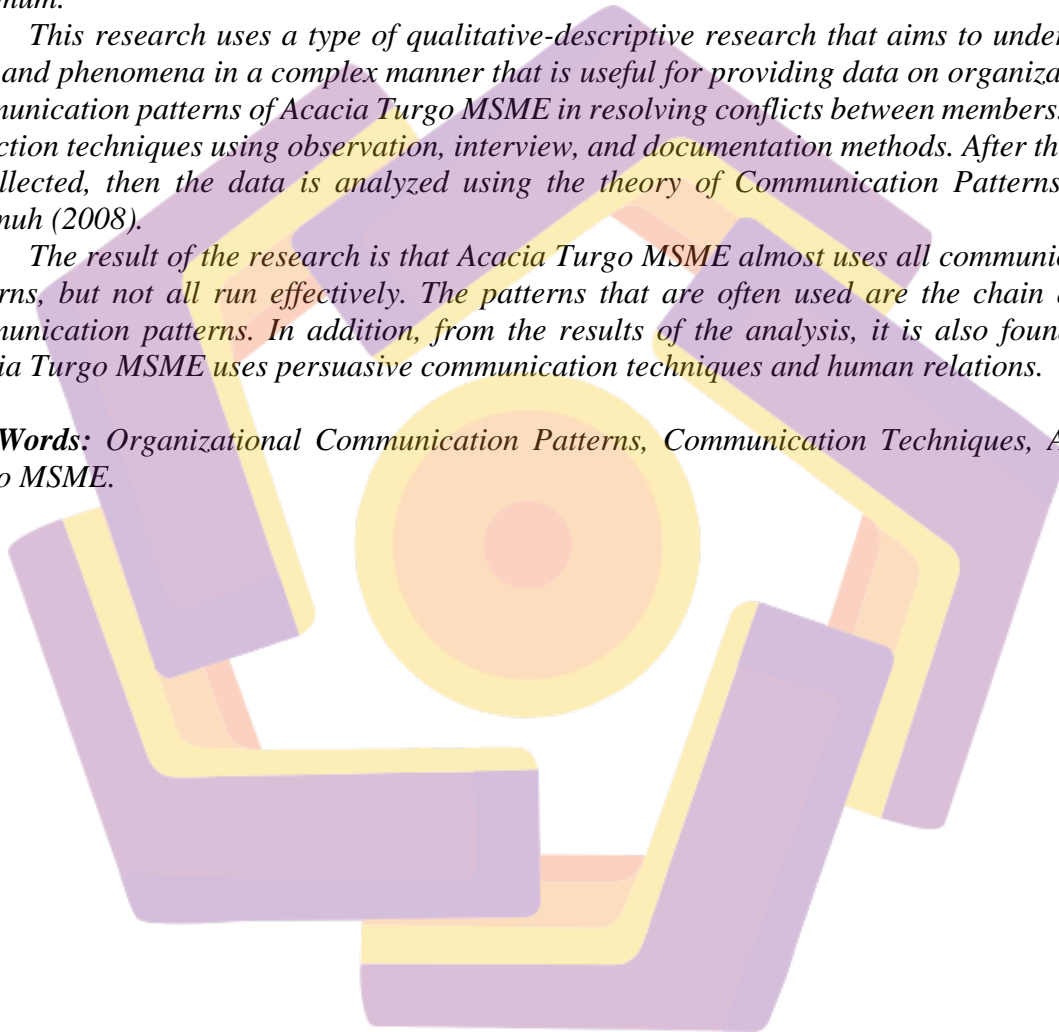 mum.
This research uses a type of qualitative-descriptive research that aims to under
and phenomena in a complex manner that is useful for providing data on organiza
munication patterns of Acacia Turgo MSME in resolving conflicts between members.
ction techniques using observation, interview, and documentation methods. After th
llected, then the data is analyzed using the theory of Communication Patterns
nuh (2008).
The result of the research is that Acacia Turgo MSME almost uses all communic
rns, but not all run effectively. The patterns that are often used are the chain a
munication patterns. In addition, from the results of the analysis, it is also foun
ia Turgo MSME uses persuasive communication techniques and human relations.
Words: Organizational Communication Patterns, Communication Techniques, A
o MSME.